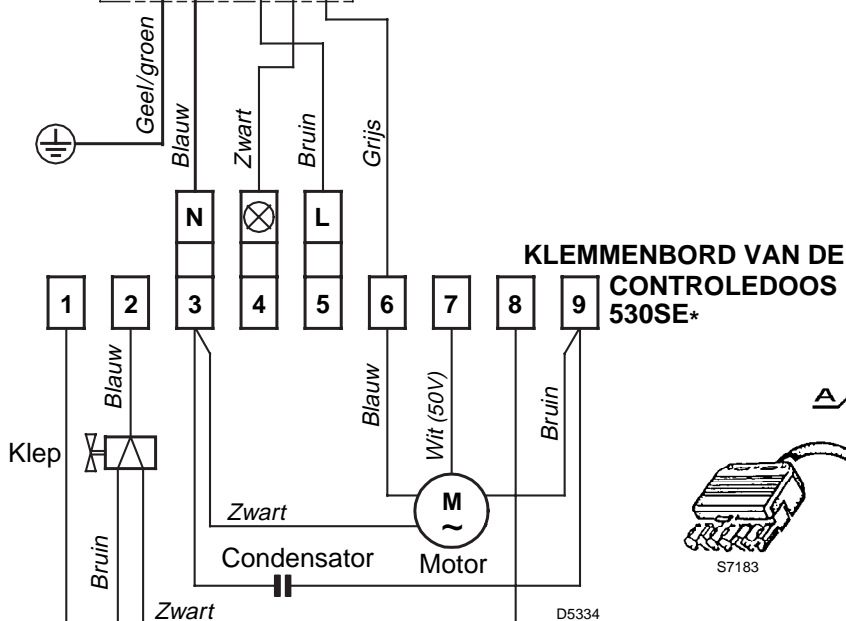 Geel/groen
Blauw
Zwart
Bruin
Grijs
N
L
KLEMMENBORD VAN DE
CONTROLEDOOS
530SE*
1
2
3
4
5
6
7
8
9
Blauw
Blauw
Wit (50V)
Bruin
A
Klep
M
~
Zwart
Condensator
Motor
Bruin
Zwart
S7183
D5334